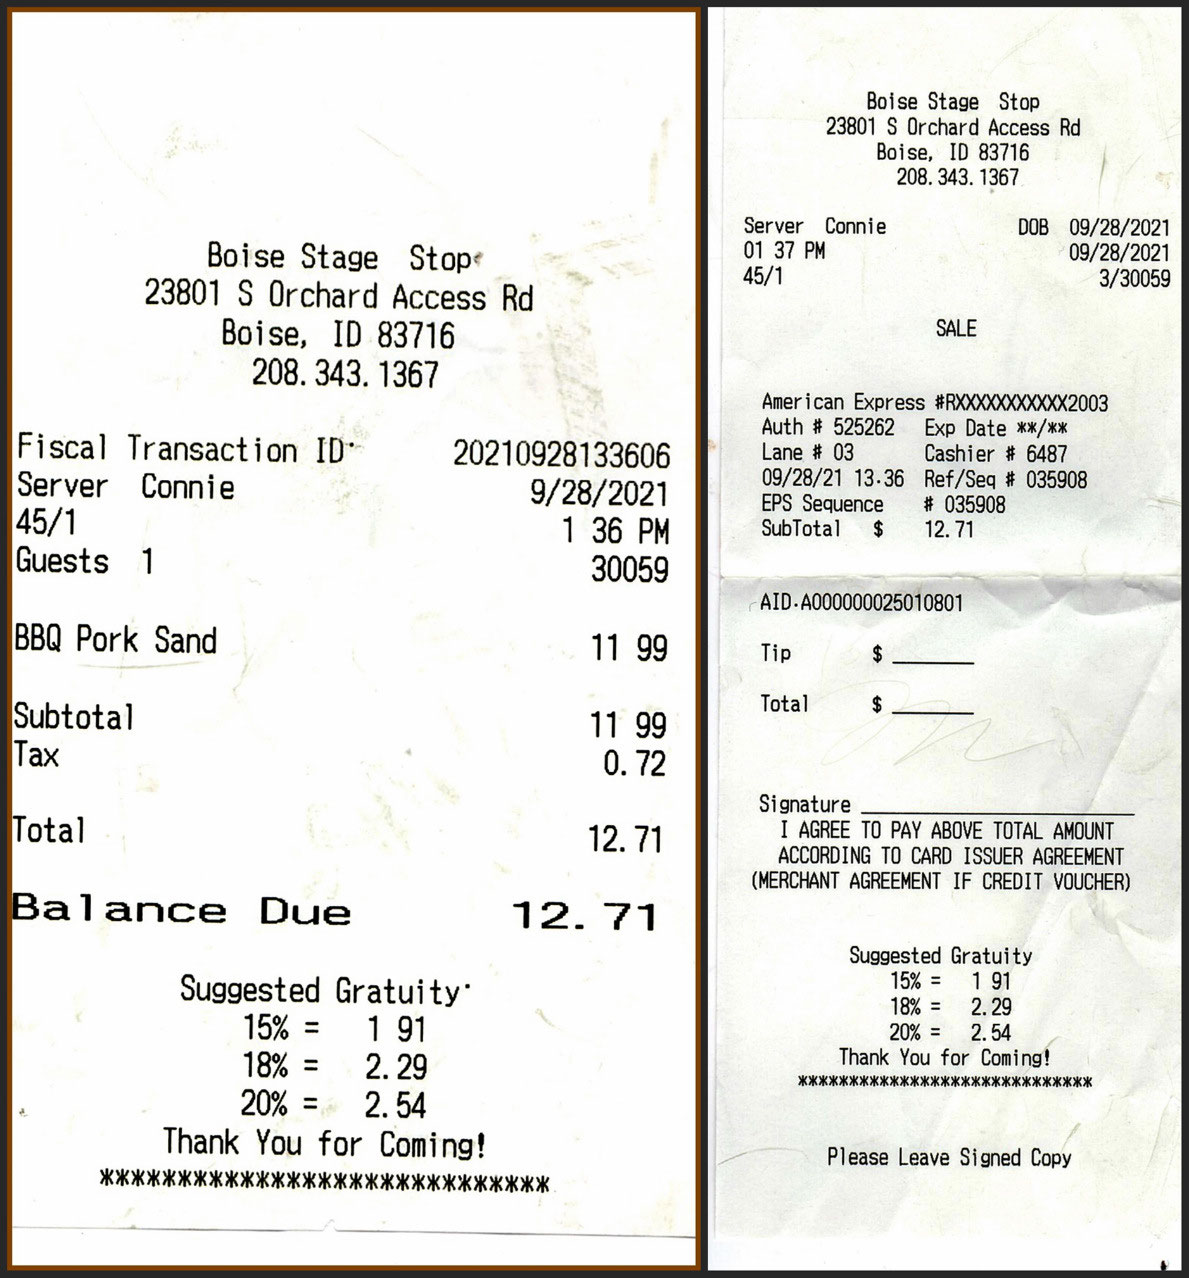 Boise Stage Stop
23801 S Orchard Access Rd
Boise, ID 83716
208.343.1367
Fiscal Transaction ID 20210928133606
Server Connie 9/28/2021
45/1 1 36 PM
Guests 1 30059
BBQ Pork Sand 11 99
Subtotal 11 99
Tax 0.72
Total 12.71
Balance Due 12.71
Suggested Gratuity
15% = 1 91
18% = 2.29
20% = 2.54
Thank You for Coming!
*****************************
Boise Stage Stop
23801 S Orchard Access Rd
Boise, ID 83716
208.343.1367
Server Connie DOB 09/28/2021
01 37 PM 09/28/2021
45/1 3/30059
SALE
American Express #RXXXXXXXXXXX2003
Auth # 525262 Exp Date **/**
Lane # 03 Cashier # 6487
09/28/21 13.36 Ref/Seq # 035908
EPS Sequence # 035908
SubTotal $ 12.71
AID.A000000025010801
Tip $ ________
Total $ ________
Signature ___________________________
I AGREE TO PAY ABOVE TOTAL AMOUNT
ACCORDING TO CARD ISSUER AGREEMENT
(MERCHANT AGREEMENT IF CREDIT VOUCHER)
Suggested Gratuity
15% = 1 91
18% = 2.29
20% = 2.54
Thank You for Coming!
*****************************
Please Leave Signed Copy